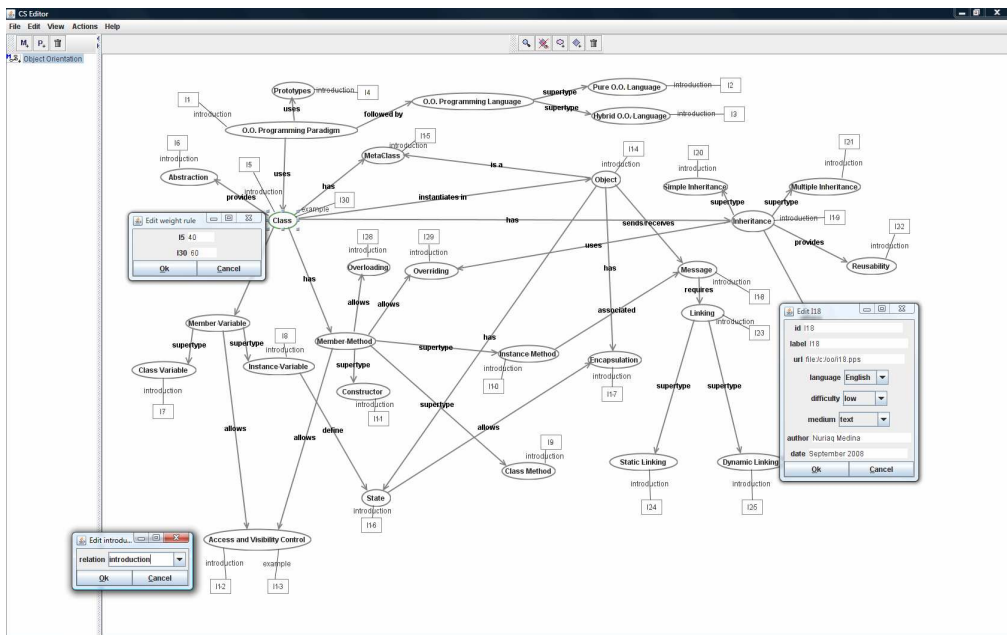 CS Editor
File Edit View Actions Help
M+ P+
Object Orientation
Prototypes
introduction
I4
I1
introduction
uses
followed by
O.O. Programming Language
supertype
Pure O.O. Language
introduction
I2
supertype
Hybrid O.O. Language
introduction
I3
O.O. Programming Paradigm
I6
introduction
Abstraction
I5
introduction
uses
provides
MetaClass
introduction
I15
has
is a
I14
introduction
Object
I20
introduction
Simple Inheritance
I21
introduction
Multiple Inheritance
supertype
supertype
instantiates in
I30
example
Class
has
sends.receives
Inheritance
introduction
I19
I22
introduction
provides
Reusability
Edit weight rule
I5 40
I30 60
Ok Cancel
I28
introduction
Overloading
I29
introduction
Overriding
uses
has
has
Message
introduction
I18
requires
Linking
introduction
I23
allows
allows
associated
Member-Variable
I8
introduction
supertype
supertype
Class Variable
introduction
I7
Instance-Variable
Member-Method
supertype
Instance Method
introduction
I10
has
Encapsulation
introduction
I17
supertype
Constructor
introduction
I11
supertype
supertype
supertype
allows
define
allows
allows
I9
introduction
Class Method
State
introduction
I16
Static Linking
introduction
I24
Dynamic Linking
introduction
I25
Access and Visibility Control
introduction
example
I12
I13
Edit introdu...
relation introduction
Ok Cancel
Edit I18
id I18
label I18
url file:/c:/oo/i18.pps
language English
difficulty low
medium text
author Nuriaq Medina
date September 2008
Ok Cancel